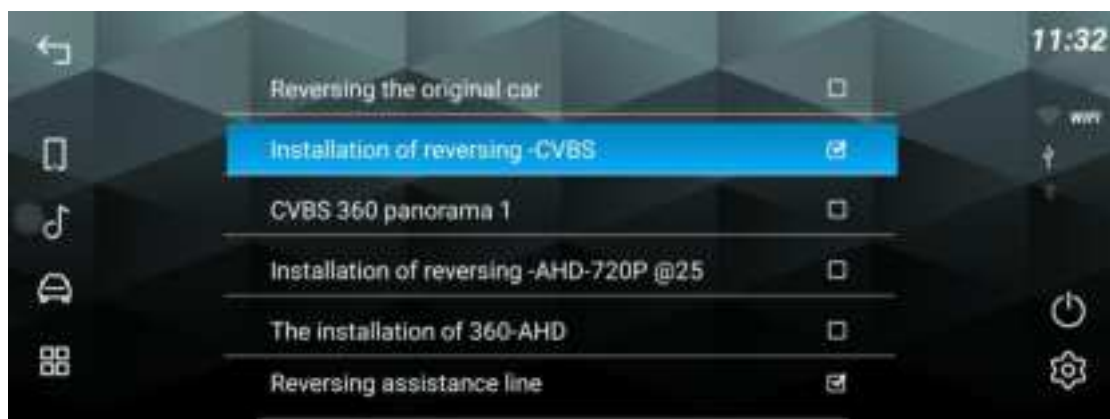 11:32
Reversing the original car
WIFI
Installation of reversing -CVBS
CVBS 360 panorama 1
Installation of reversing -AHD-720P @25
The installation of 360-AHD
Reversing assistance line